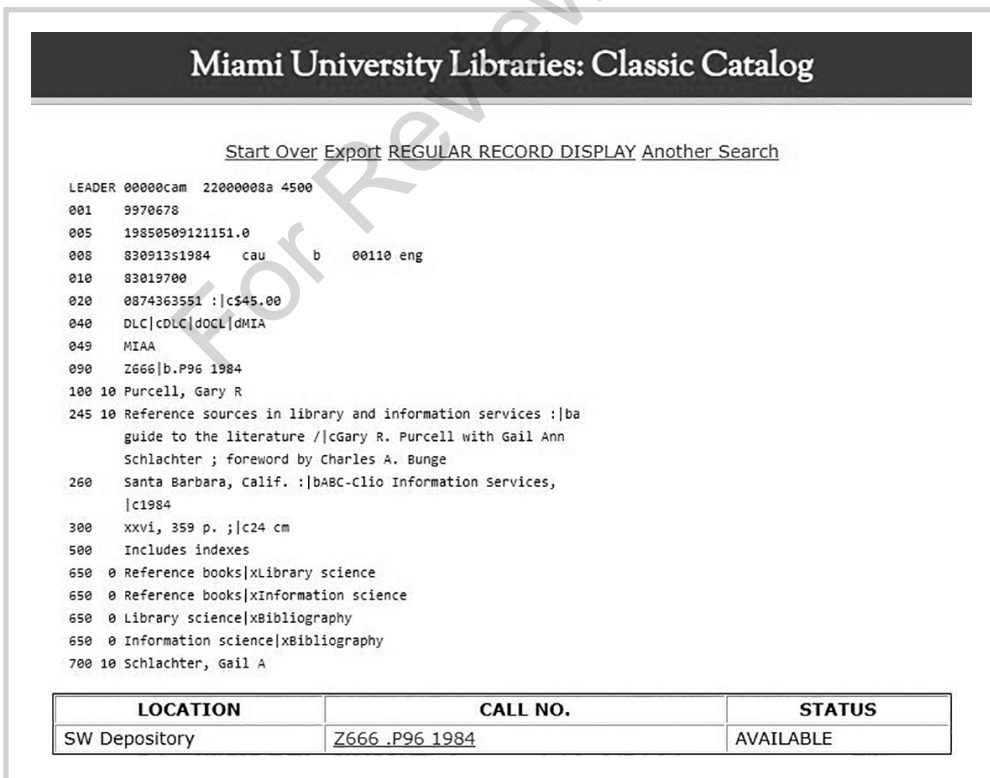 For Review
Miami University Libraries: Classic Catalog
Start Over Export REGULAR RECORD DISPLAY Another Search
LEADER 00000cam  22000008a 4500
001    9970678
005    19850509121151.0
008    830913s1984    cau      b    00110 eng
010    83019700
020    0874363551 :|c$45.00
040    DLC|cDLC|dOCL|dMIA
049    MIAA
090    Z666|b.P96 1984
100 10 Purcell, Gary R
245 10 Reference sources in library and information services :|ba
guide to the literature /|cGary R. Purcell with Gail Ann
Schlachter ; foreword by Charles A. Bunge
260    Santa Barbara, Calif. :|bABC-Clio Information Services,
|c1984
300    xxvi, 359 p. ;|c24 cm
500    Includes indexes
650  0 Reference books|xLibrary science
650  0 Reference books|xInformation science
650  0 Library science|xBibliography
650  0 Information science|xBibliography
700 10 Schlachter, Gail A
LOCATION CALL NO. STATUS
SW Depository Z666 .P96 1984 AVAILABLE